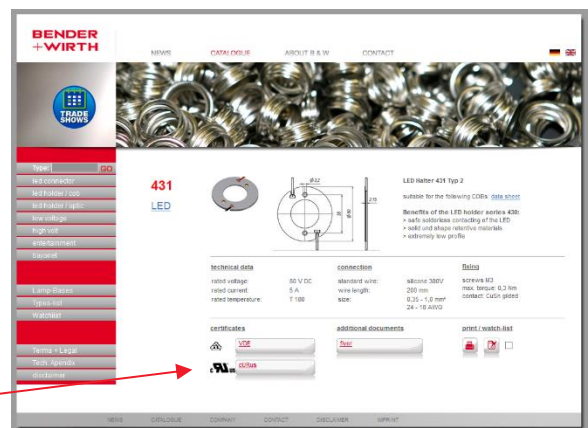 BENDER
+WIRTH
NEWS CATALOGUE ABOUT B & W CONTACT
TRADE
SHOWS
Type: GO
led connector
led holder / cob
led holder / optic
low voltage
high volt
entertainment
bayonet
Lamp-Bases
Typus-list
Watchlist
Terms + Legal
Tech. Apendix
disclaimer
431
LED
LED Halter 431 Typ 2
suitable for the following COBs: data sheet
Benefits of the LED holder series 430:
> safe solderless contacting of the LED
> solid und shape retentive materials
> extremely low profile
technical data
rated voltage: 60 V DC
rated current: 5 A
rated temperature: T 100
connection
standard wire: silicone 300V
wire length: 200 mm
size: 0,35 - 1,0 mm²
24 - 18 AWG
fixing
screws M3
max. torque: 0,3 Nm
contact: CuSn gilded
certificates
VDE
cURus
additional documents
flyer
print / watch-list
NEWS CATALOGUE COMPANY CONTACT DISCLAIMER IMPRINT